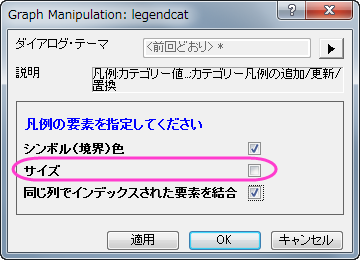 Graph Manipulation: legendcat
ダイアログ・テーマ
<前回どおり> *
説明
凡例:カテゴリー値...カテゴリー凡例の追加/更新/
置換
凡例の要素を指定してください
シンボル(境界)色
サイズ
同じ列でインデックスされた要素を結合
適用
OK
キャンセル